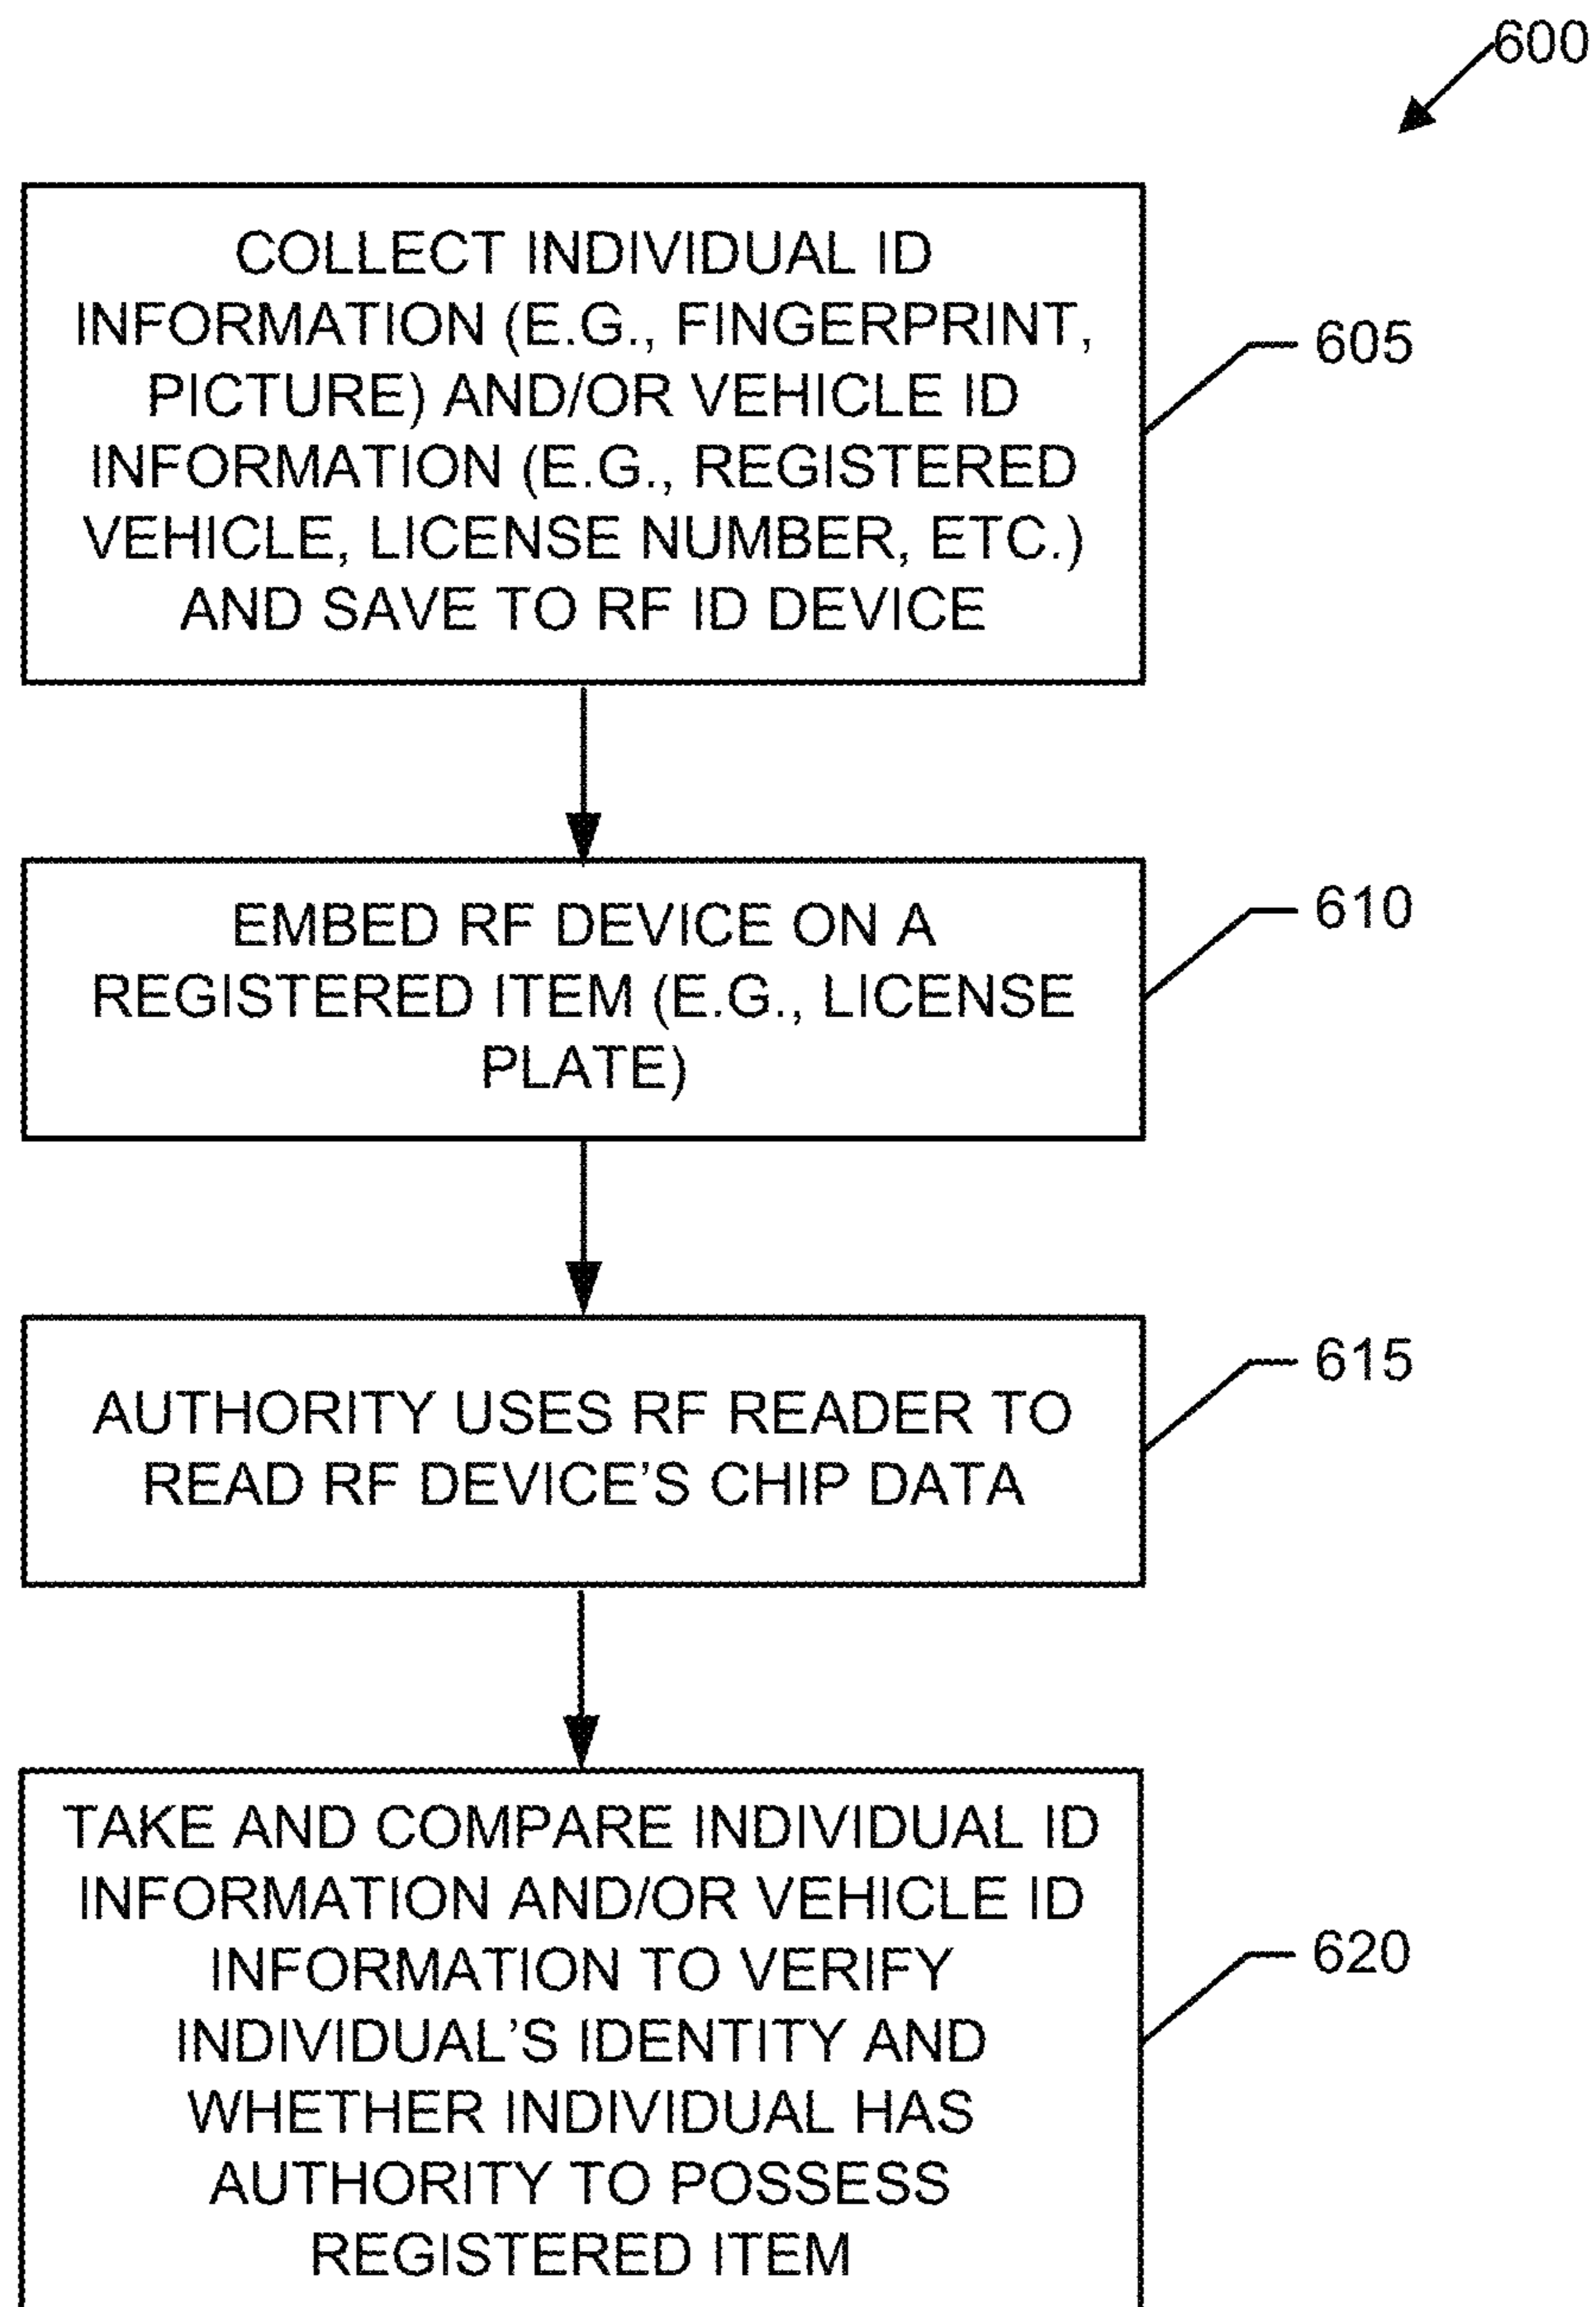 600
COLLECT INDIVIDUAL ID
INFORMATION (E.G., FINGERPRINT,
PICTURE) AND/OR VEHICLE ID
INFORMATION (E.G., REGISTERED
VEHICLE, LICENSE NUMBER, ETC.)
AND SAVE TO RF ID DEVICE
605
EMBED RF DEVICE ON A
REGISTERED ITEM (E.G., LICENSE
PLATE)
610
AUTHORITY USES RF READER TO
READ RF DEVICE'S CHIP DATA
615
TAKE AND COMPARE INDIVIDUAL ID
INFORMATION AND/OR VEHICLE ID
INFORMATION TO VERIFY
INDIVIDUAL'S IDENTITY AND
WHETHER INDIVIDUAL HAS
AUTHORITY TO POSSESS
REGISTERED ITEM
620